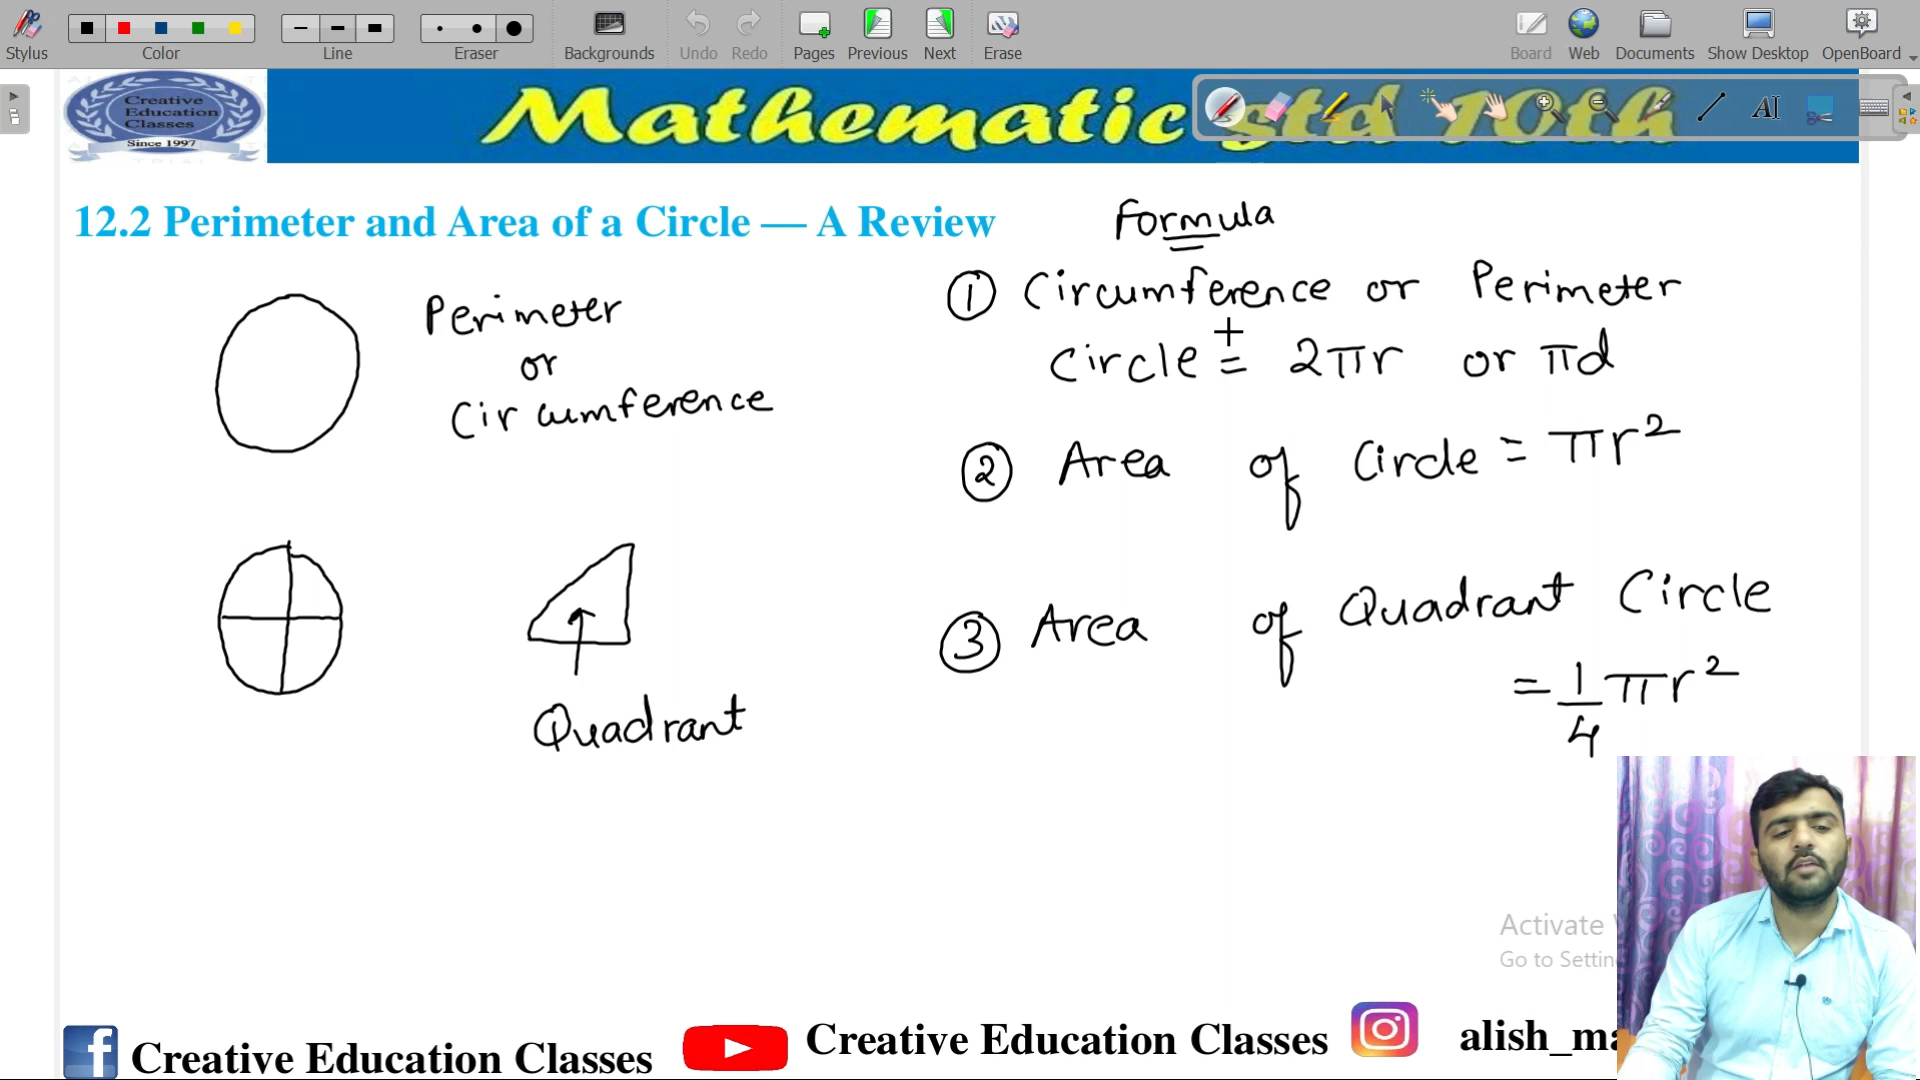 Stylus
Color
Line
Eraser
Backgrounds
Undo
Redo
Pages
Previous
Next
Erase
Board
Web
Documents
Show Desktop
OpenBoard
Creative
Education
Classes
Since 1997
Mathematic std 10th
12.2 Perimeter and Area of a Circle — A Review
Formula
Perimeter
or
Circumference
① Circumference or Perimeter
Circle = 2πr or πd
② Area of Circle = πr²
③ Area of Quadrant Circle
= 1/4 πr²
Quadrant
Activate
Go to Settin
f Creative Education Classes
Creative Education Classes
alish_ma